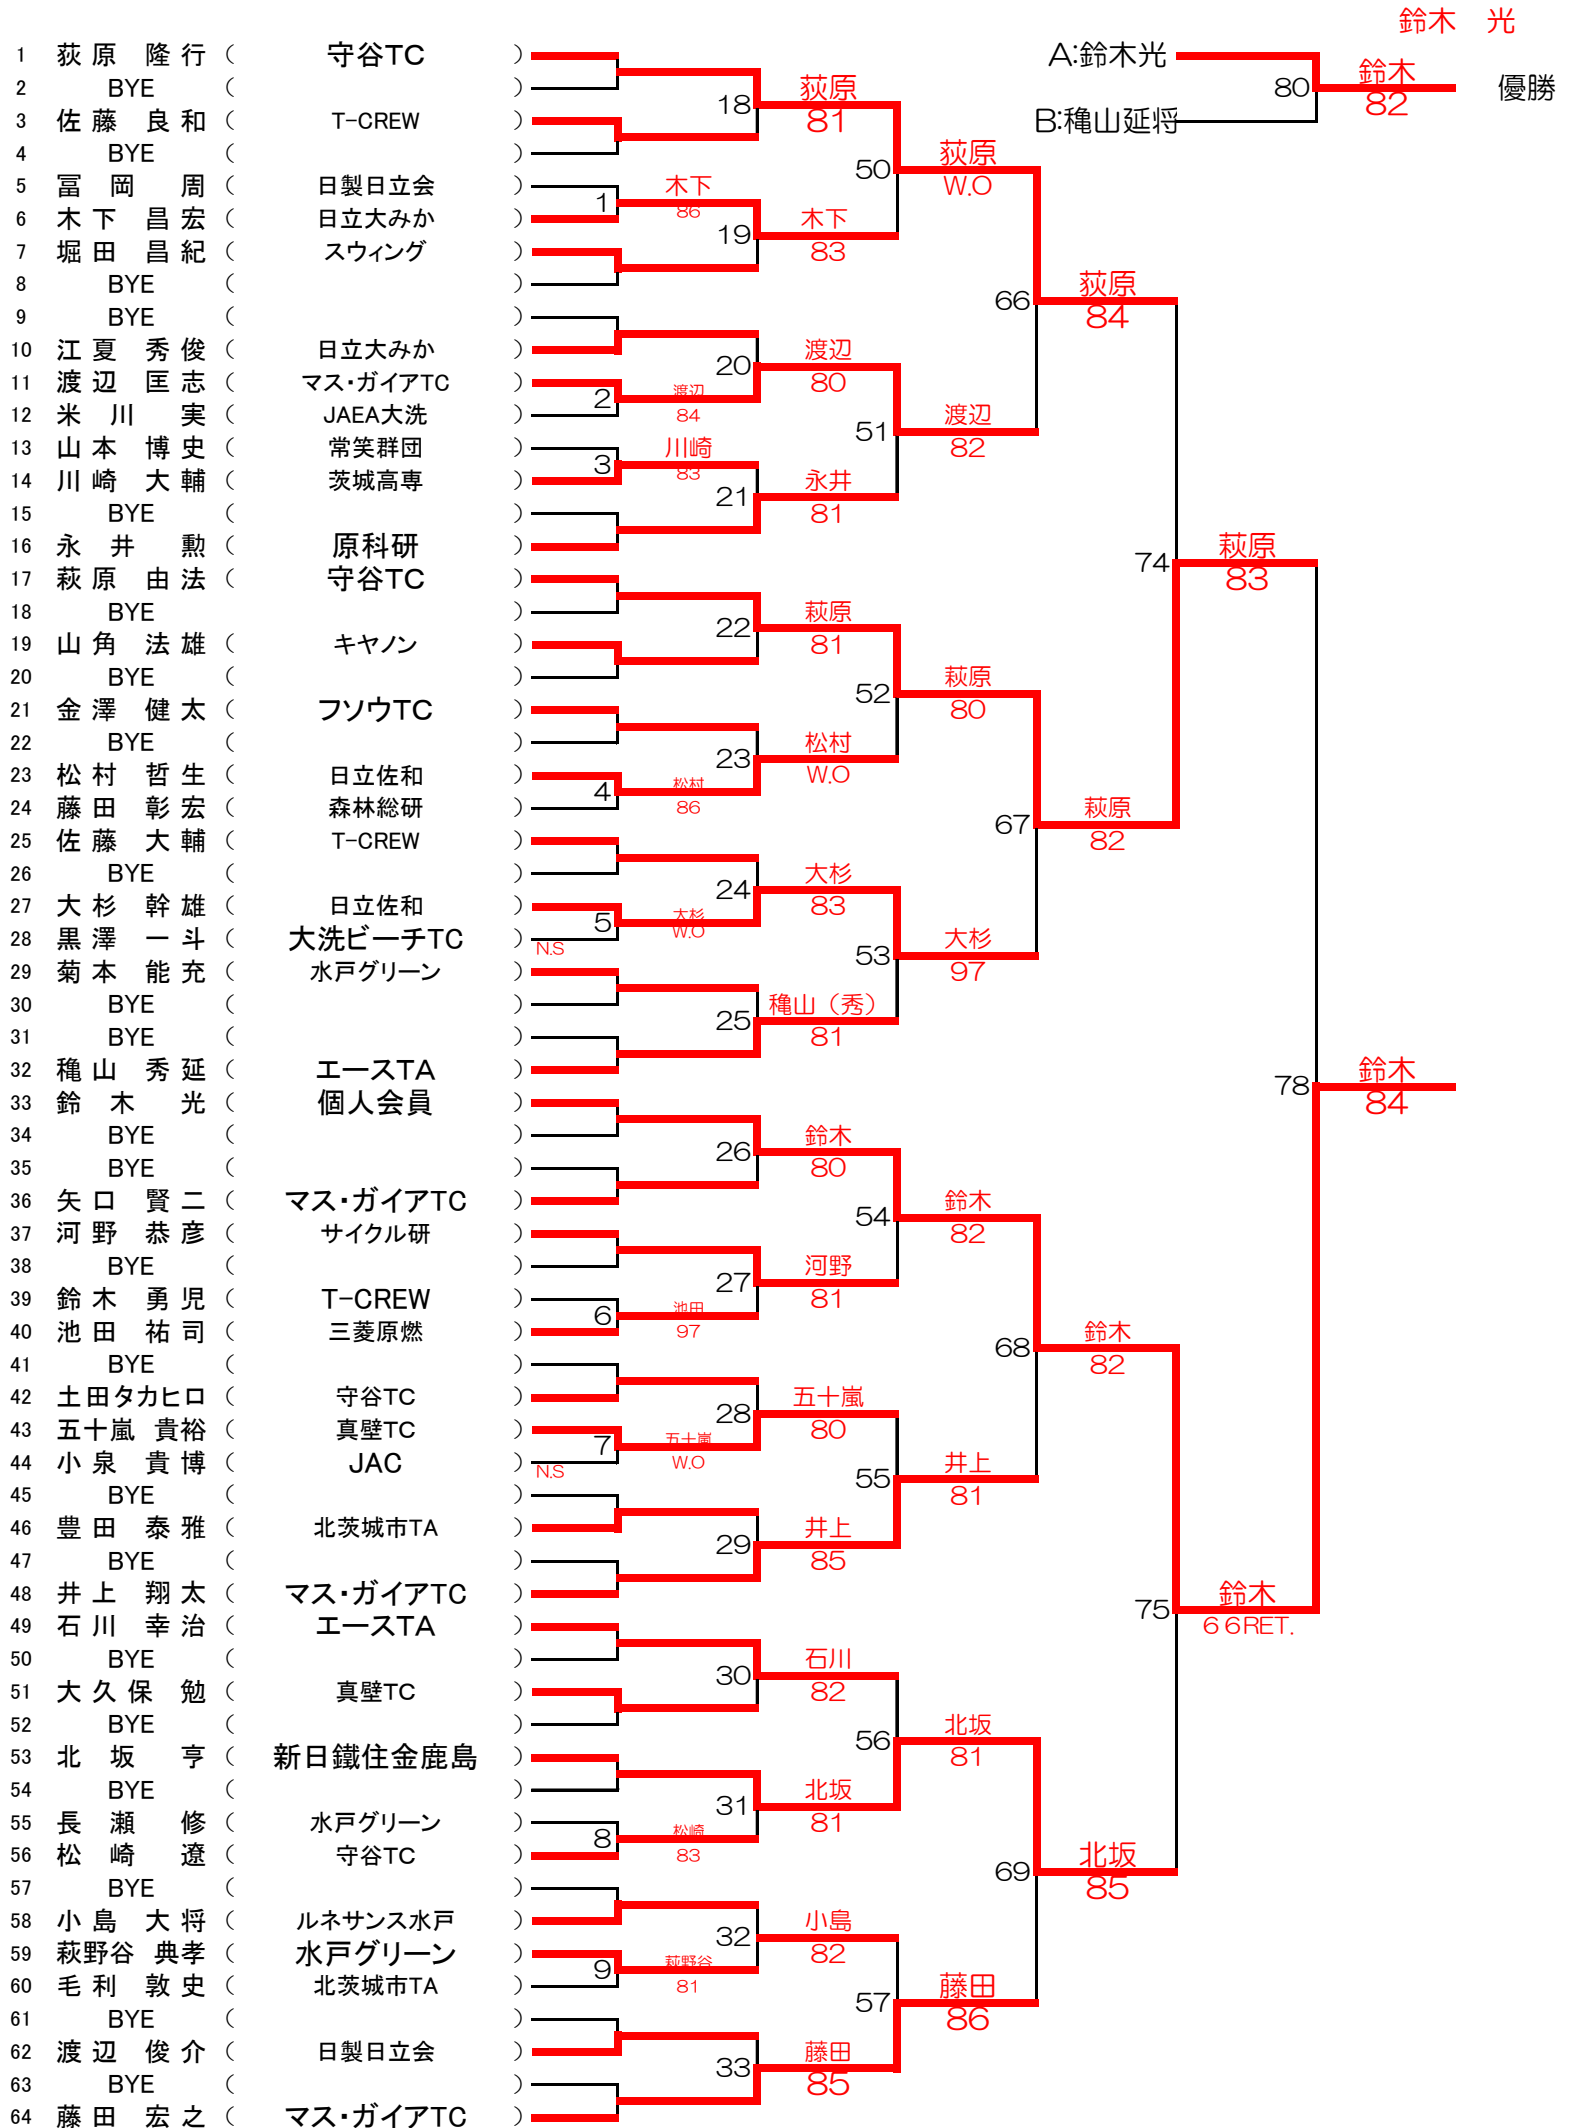 鈴木　光
A:鈴木光
80
鈴木
82
優勝
B:穐山延将
1 荻原 隆行 ( 守谷TC )
2 BYE ( )
3 佐藤 良和 ( T-CREW )
4 BYE ( )
5 冨岡 周 ( 日製日立会 )
6 木下 昌宏 ( 日立大みか )
7 堀田 昌紀 ( スウィング )
8 BYE ( )
9 BYE ( )
10 江夏 秀俊 ( 日立大みか )
11 渡辺 匡志 ( マス・ガイアTC )
12 米川 実 ( JAEA大洗 )
13 山本 博史 ( 常笑群団 )
14 川崎 大輔 ( 茨城高専 )
15 BYE ( )
16 永井 勲 ( 原科研 )
17 萩原 由法 ( 守谷TC )
18 BYE ( )
19 山角 法雄 ( キヤノン )
20 BYE ( )
21 金澤 健太 ( フソウTC )
22 BYE ( )
23 松村 哲生 ( 日立佐和 )
24 藤田 彰宏 ( 森林総研 )
25 佐藤 大輔 ( T-CREW )
26 BYE ( )
27 大杉 幹雄 ( 日立佐和 )
28 黒澤 一斗 ( 大洗ビーチTC ) N.S
29 菊本 能充 ( 水戸グリーン )
30 BYE ( )
31 BYE ( )
32 穐山 秀延 ( エースTA )
33 鈴木 光 ( 個人会員 )
34 BYE ( )
35 BYE ( )
36 矢口 賢二 ( マス・ガイアTC )
37 河野 恭彦 ( サイクル研 )
38 BYE ( )
39 鈴木 勇児 ( T-CREW )
40 池田 祐司 ( 三菱原燃 )
41 BYE ( )
42 土田タカヒロ ( 守谷TC )
43 五十嵐 貴裕 ( 真壁TC )
44 小泉 貴博 ( JAC ) N.S
45 BYE ( )
46 豊田 泰雅 ( 北茨城市TA )
47 BYE ( )
48 井上 翔太 ( マス・ガイアTC )
49 石川 幸治 ( エースTA )
50 BYE ( )
51 大久保 勉 ( 真壁TC )
52 BYE ( )
53 北坂 亨 ( 新日鐵住金鹿島 )
54 BYE ( )
55 長瀬 修 ( 水戸グリーン )
56 松崎 遼 ( 守谷TC )
57 BYE ( )
58 小島 大将 ( ルネサンス水戸 )
59 萩野谷 典孝 ( 水戸グリーン )
60 毛利 敦史 ( 北茨城市TA )
61 BYE ( )
62 渡辺 俊介 ( 日製日立会 )
63 BYE ( )
64 藤田 宏之 ( マス・ガイアTC )
1 木下
86
2 渡辺
84
3 川崎
83
4 松村
86
5 大杉
W.O
6 池田
97
7 五十嵐
W.O
8 松崎
83
9 萩野谷
81
18 荻原
81
19 木下
83
20 渡辺
80
21 永井
81
22 萩原
81
23 松村
W.O
24 大杉
83
25 穐山（秀）
81
26 鈴木
80
27 河野
81
28 五十嵐
80
29 井上
85
30 石川
82
31 北坂
81
32 小島
82
33 藤田
85
50 荻原
W.O
51 渡辺
82
52 萩原
80
53 大杉
97
54 鈴木
82
55 井上
81
56 北坂
81
57 藤田
86
66 荻原
84
67 萩原
82
68 鈴木
82
69 北坂
85
74 萩原
83
75 鈴木
6 6RET.
78 鈴木
84